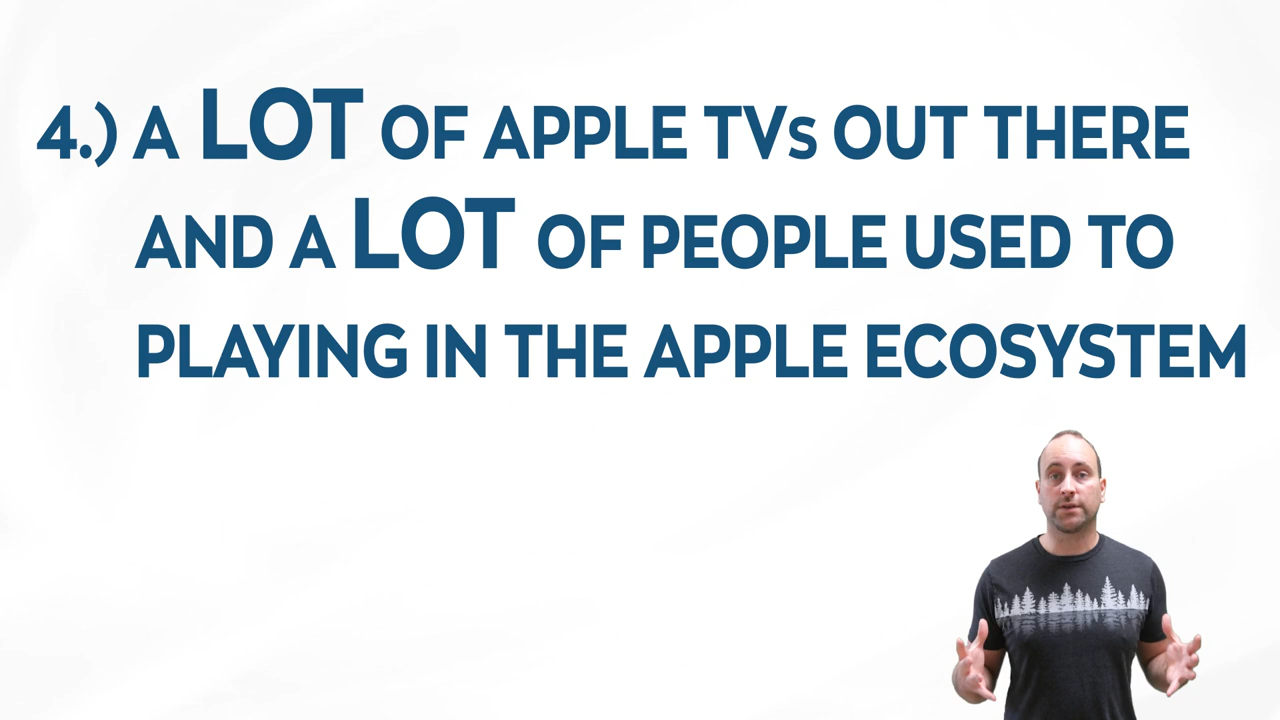 4.) A LOT OF APPLE TVs OUT THERE
AND A LOT OF PEOPLE USED TO
PLAYING IN THE APPLE ECOSYSTEM